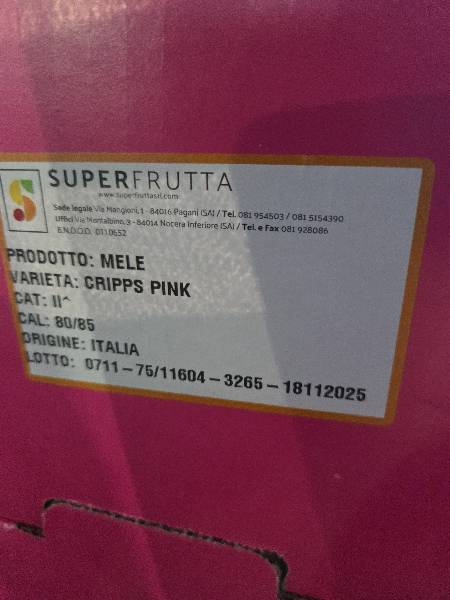 SUPERFRUTTA
www.superfruttasrl.com
Sede legale Via Mangioni, 1 - 84016 Pagani (SA) / Tel. 081 954503 / 081 5154390
Uffici Via Montalbino, 3 - 84014 Nocera Inferiore (SA) / Tel. e Fax 081 928086
B.N.D.O.O. 0110652
PRODOTTO: MELE
VARIETA: CRIPPS PINK
CAT: II^
CAL: 80/85
ORIGINE: ITALIA
LOTTO: 0711 - 75/11604 - 3265 - 18112025